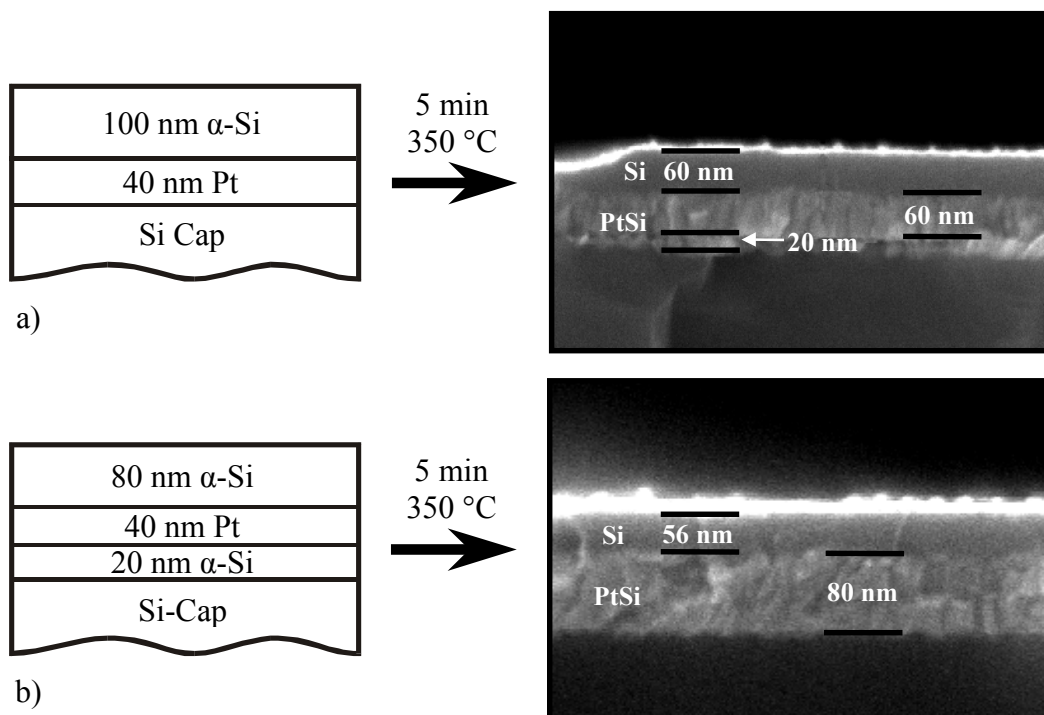 100 nm α-Si
40 nm Pt
Si Cap
5 min
350 °C
Si
60 nm
PtSi
60 nm
20 nm
a)
80 nm α-Si
40 nm Pt
20 nm α-Si
Si-Cap
5 min
350 °C
Si
56 nm
PtSi
80 nm
b)